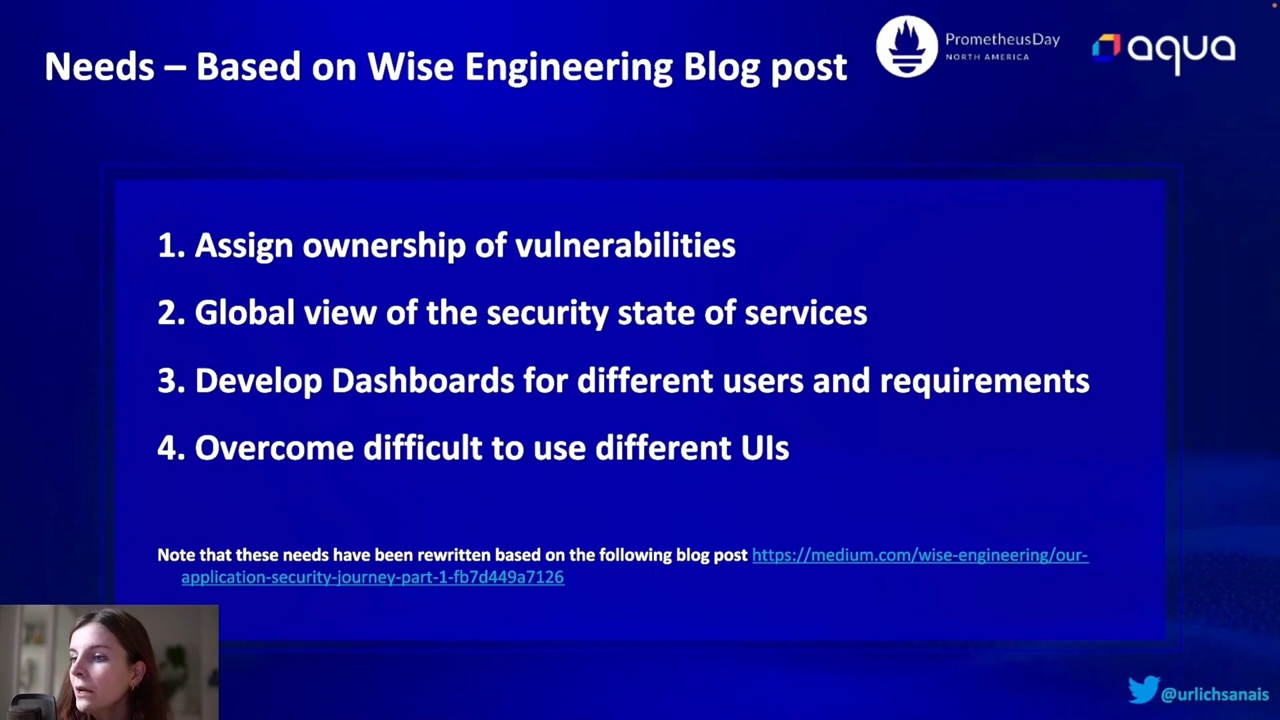 Needs – Based on Wise Engineering Blog post
PrometheusDay
NORTH AMERICA
aqua
1. Assign ownership of vulnerabilities
2. Global view of the security state of services
3. Develop Dashboards for different users and requirements
4. Overcome difficult to use different UIs
Note that these needs have been rewritten based on the following blog post https://medium.com/wise-engineering/our-
application-security-journey-part-1-fb7d449a7126
@urlichsanais